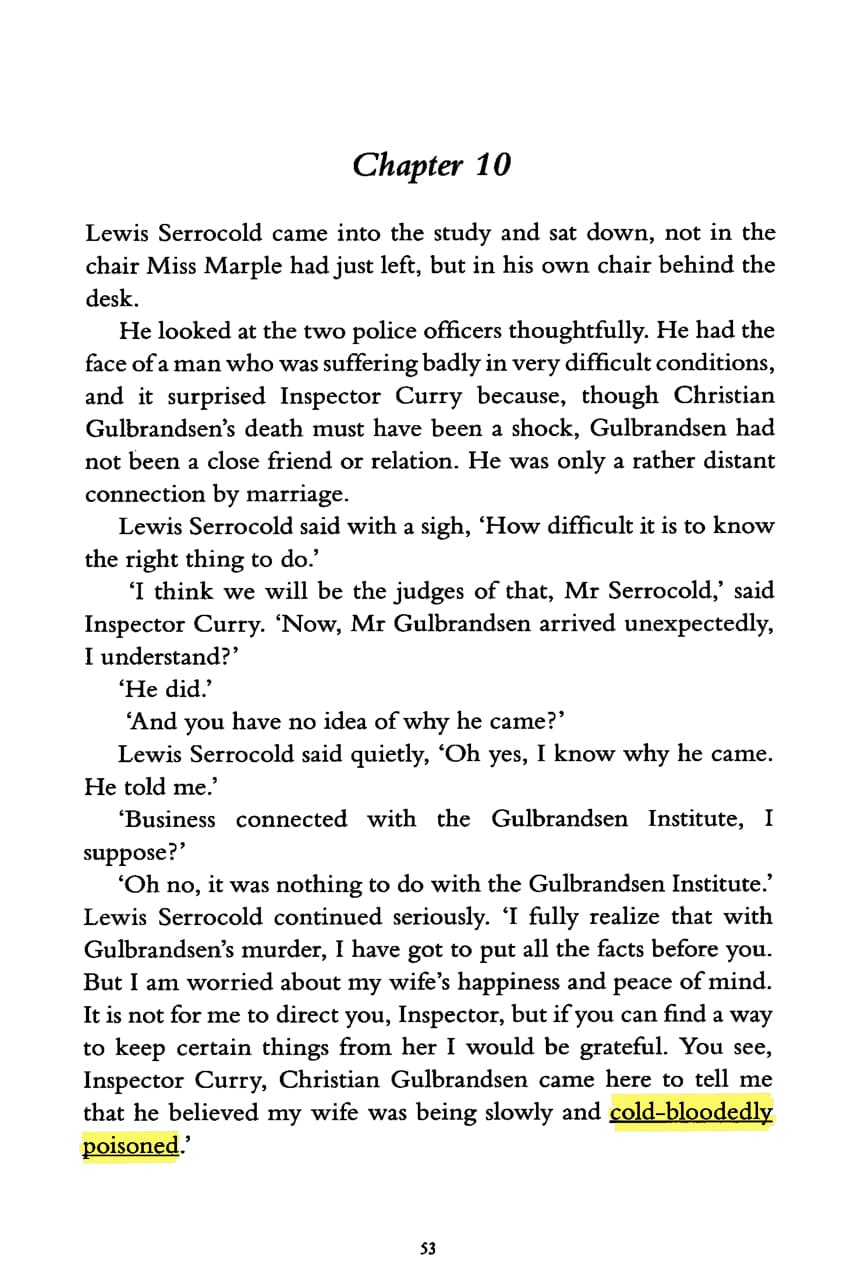 Chapter 10
Lewis Serrocold came into the study and sat down, not in the
chair Miss Marple had just left, but in his own chair behind the
desk.
He looked at the two police officers thoughtfully. He had the
face of a man who was suffering badly in very difficult conditions,
and it surprised Inspector Curry because, though Christian
Gulbrandsen’s death must have been a shock, Gulbrandsen had
not been a close friend or relation. He was only a rather distant
connection by marriage.
Lewis Serrocold said with a sigh, ‘How difficult it is to know
the right thing to do.’
‘I think we will be the judges of that, Mr Serrocold,’ said
Inspector Curry. ‘Now, Mr Gulbrandsen arrived unexpectedly,
I understand?’
‘He did.’
‘And you have no idea of why he came?’
Lewis Serrocold said quietly, ‘Oh yes, I know why he came.
He told me.’
‘Business connected with the Gulbrandsen Institute, I
suppose?’
‘Oh no, it was nothing to do with the Gulbrandsen Institute.’
Lewis Serrocold continued seriously. ‘I fully realize that with
Gulbrandsen’s murder, I have got to put all the facts before you.
But I am worried about my wife’s happiness and peace of mind.
It is not for me to direct you, Inspector, but if you can find a way
to keep certain things from her I would be grateful. You see,
Inspector Curry, Christian Gulbrandsen came here to tell me
that he believed my wife was being slowly and cold-bloodedly
poisoned.’
53